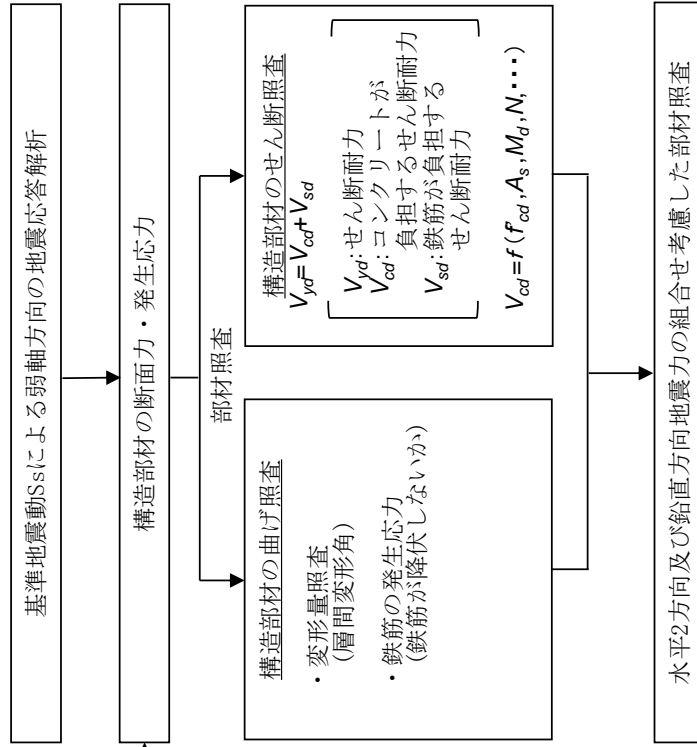 基準地震動Ssによる弱軸方向の地震応答解析
構造部材の断面力・発生応力
部材照査
構造部材の曲げ照査
・変形量照査
(層間変形角)
・鉄筋の発生応力
(鉄筋が降伏しないか)
構造部材のせん断照査
Vyd=Vcd+Vsd
Vyd:せん断耐力
Vcd:コンクリートが
負担するせん断耐力
Vsd:鉄筋が負担する
せん断耐力
Vcd=f(f'cd,As,Md,N,・・・)
水平2方向及び鉛直方向地震力の組合せ考慮した部材照査